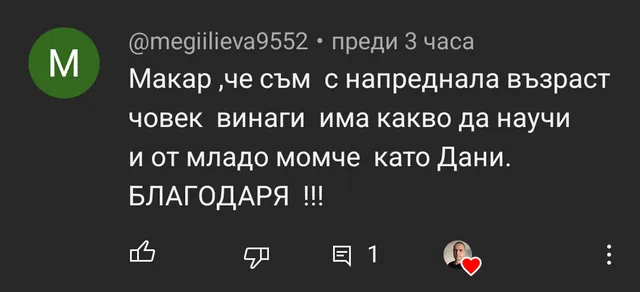 M
@megiilieva9552 • преди 3 часа
Макар ,че съм с напреднала възраст
човек винаги има какво да научи
и от младо момче като Дани.
БЛАГОДАРЯ !!!
1